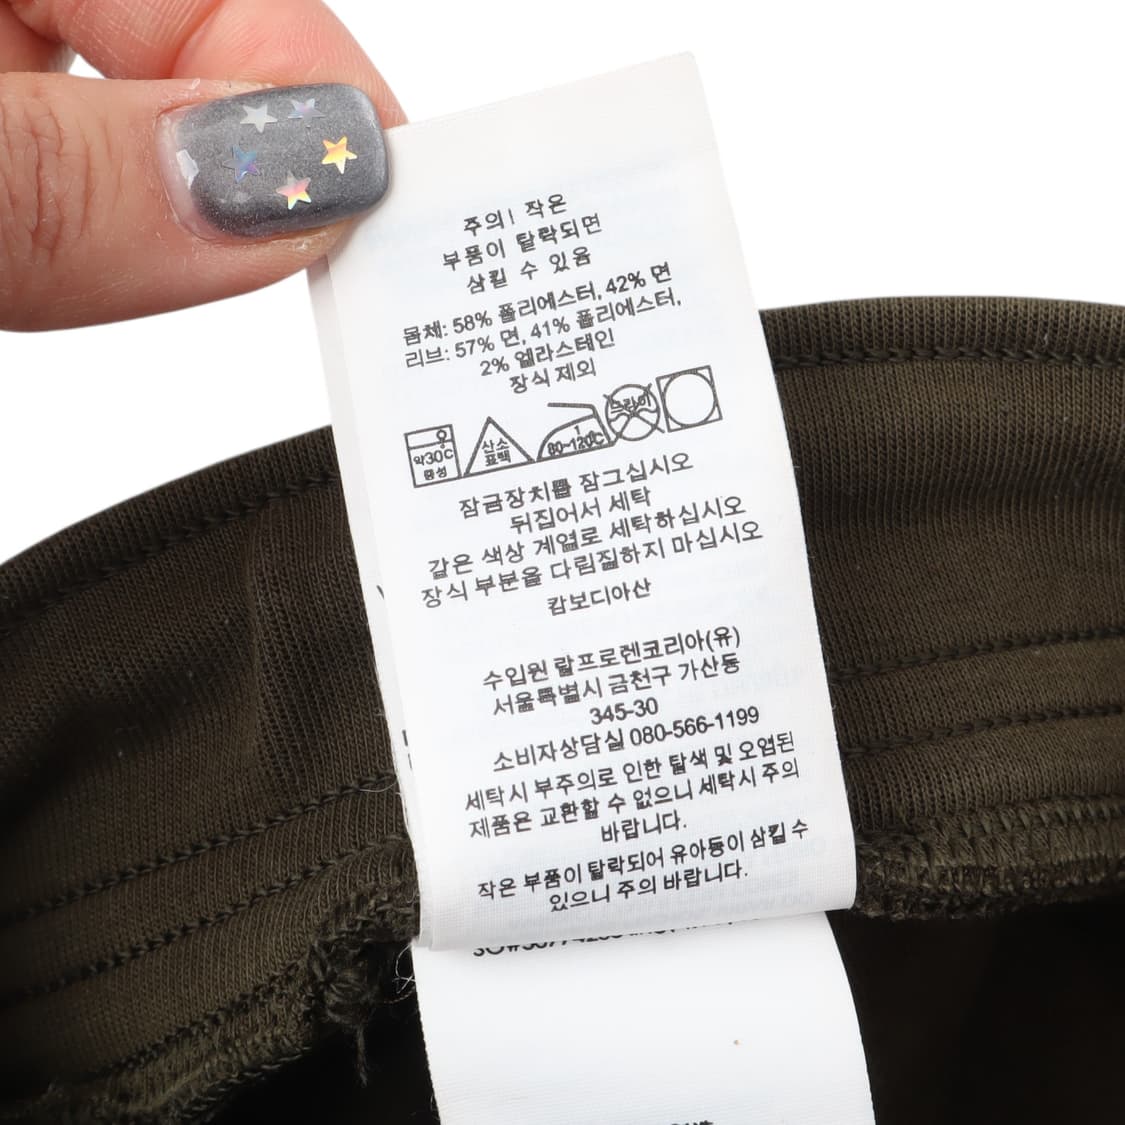 주의! 작은
부품이 탈락되면
삼킬 수 있음
몸체: 58% 폴리에스터, 42% 면
리브: 57% 면, 41% 폴리에스터,
2% 엘라스테인
장식 제외
약30℃
중성
산소
표백
1
80~120℃
드라이
잠금장치를 잠그십시오
뒤집어서 세탁
같은 색상 계열로 세탁하십시오
장식 부분을 다림질하지 마십시오
캄보디아산
수입원 랄프로렌코리아(유)
서울특별시 금천구 가산동
345-30
소비자상담실 080-566-1199
세탁시 부주의로 인한 탈색 및 오염된
제품은 교환할 수 없으니 세탁시 주의
바랍니다.
작은 부품이 탈락되어 유아등이 삼킬 수
있으니 주의 바랍니다.